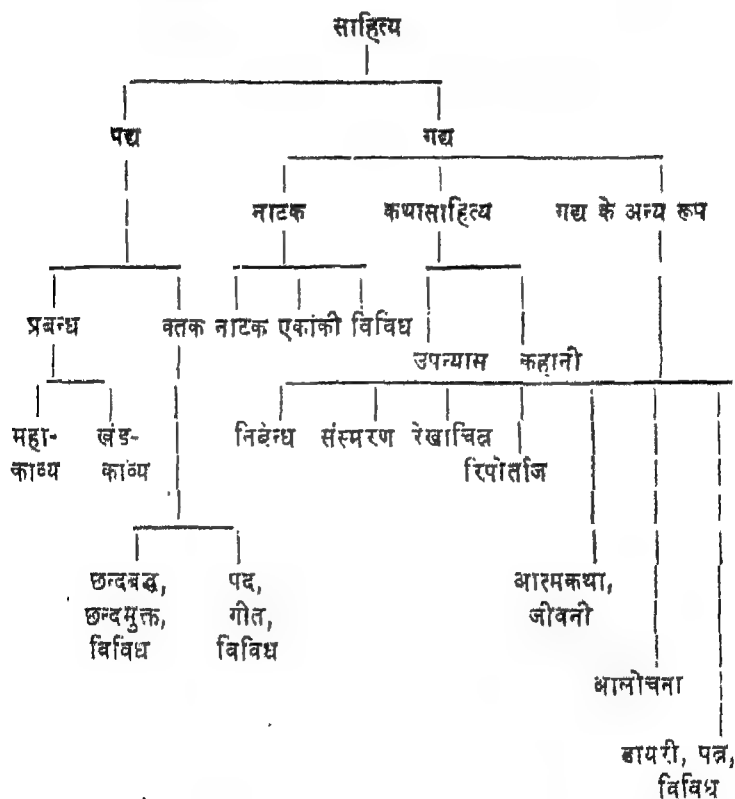 साहित्य
पद्य गद्य
नाटक कथासाहित्य गद्य के अन्य रूप
प्रबन्ध वतक नाटक एकांकी विविध
उपन्यास कहानी
महा- खंड-
काव्य काव्य
निबन्ध संस्मरण रेखाचित्र
रिपोर्ताज
छन्दबद्ध, पद,
छन्दमुक्त, गीत,
विविध विविध
आत्मकथा,
जीवनी
आलोचना
डायरी, पत्र,
विविध